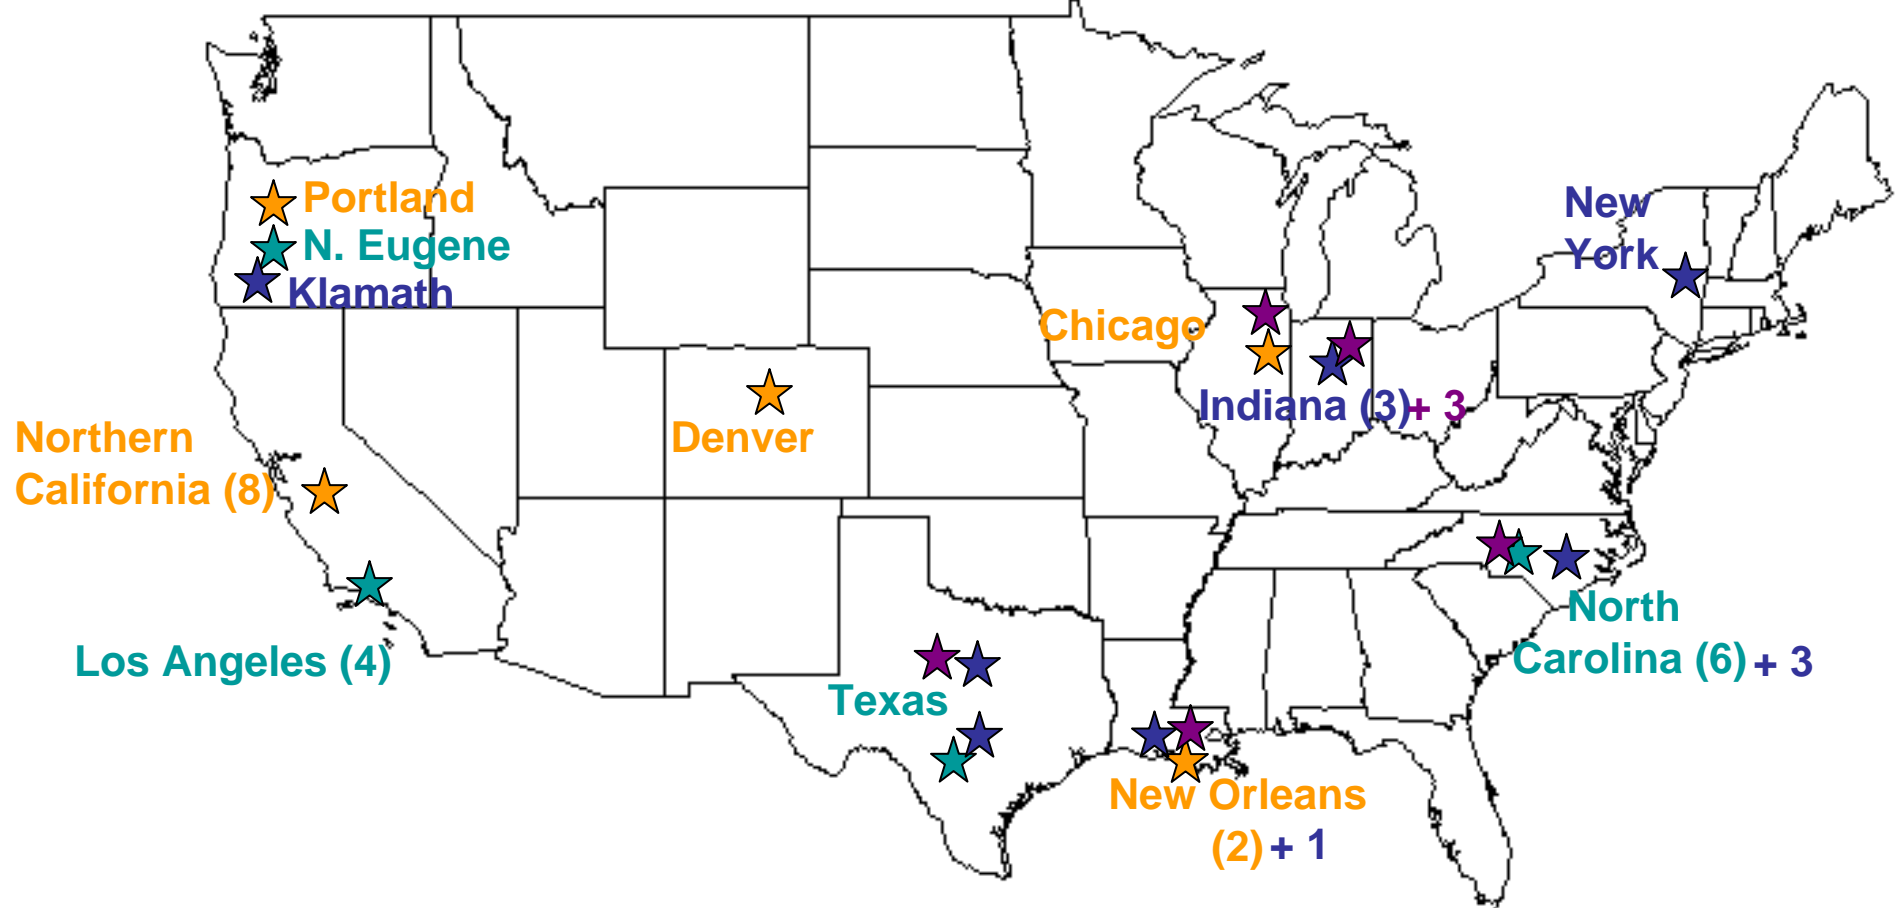 Portland
N. Eugene
Klamath
New
York
Chicago
Indiana (3)+ 3
Denver
Northern
California (8)
Los Angeles (4)
Texas
North
Carolina (6) + 3
New Orleans
(2) + 1